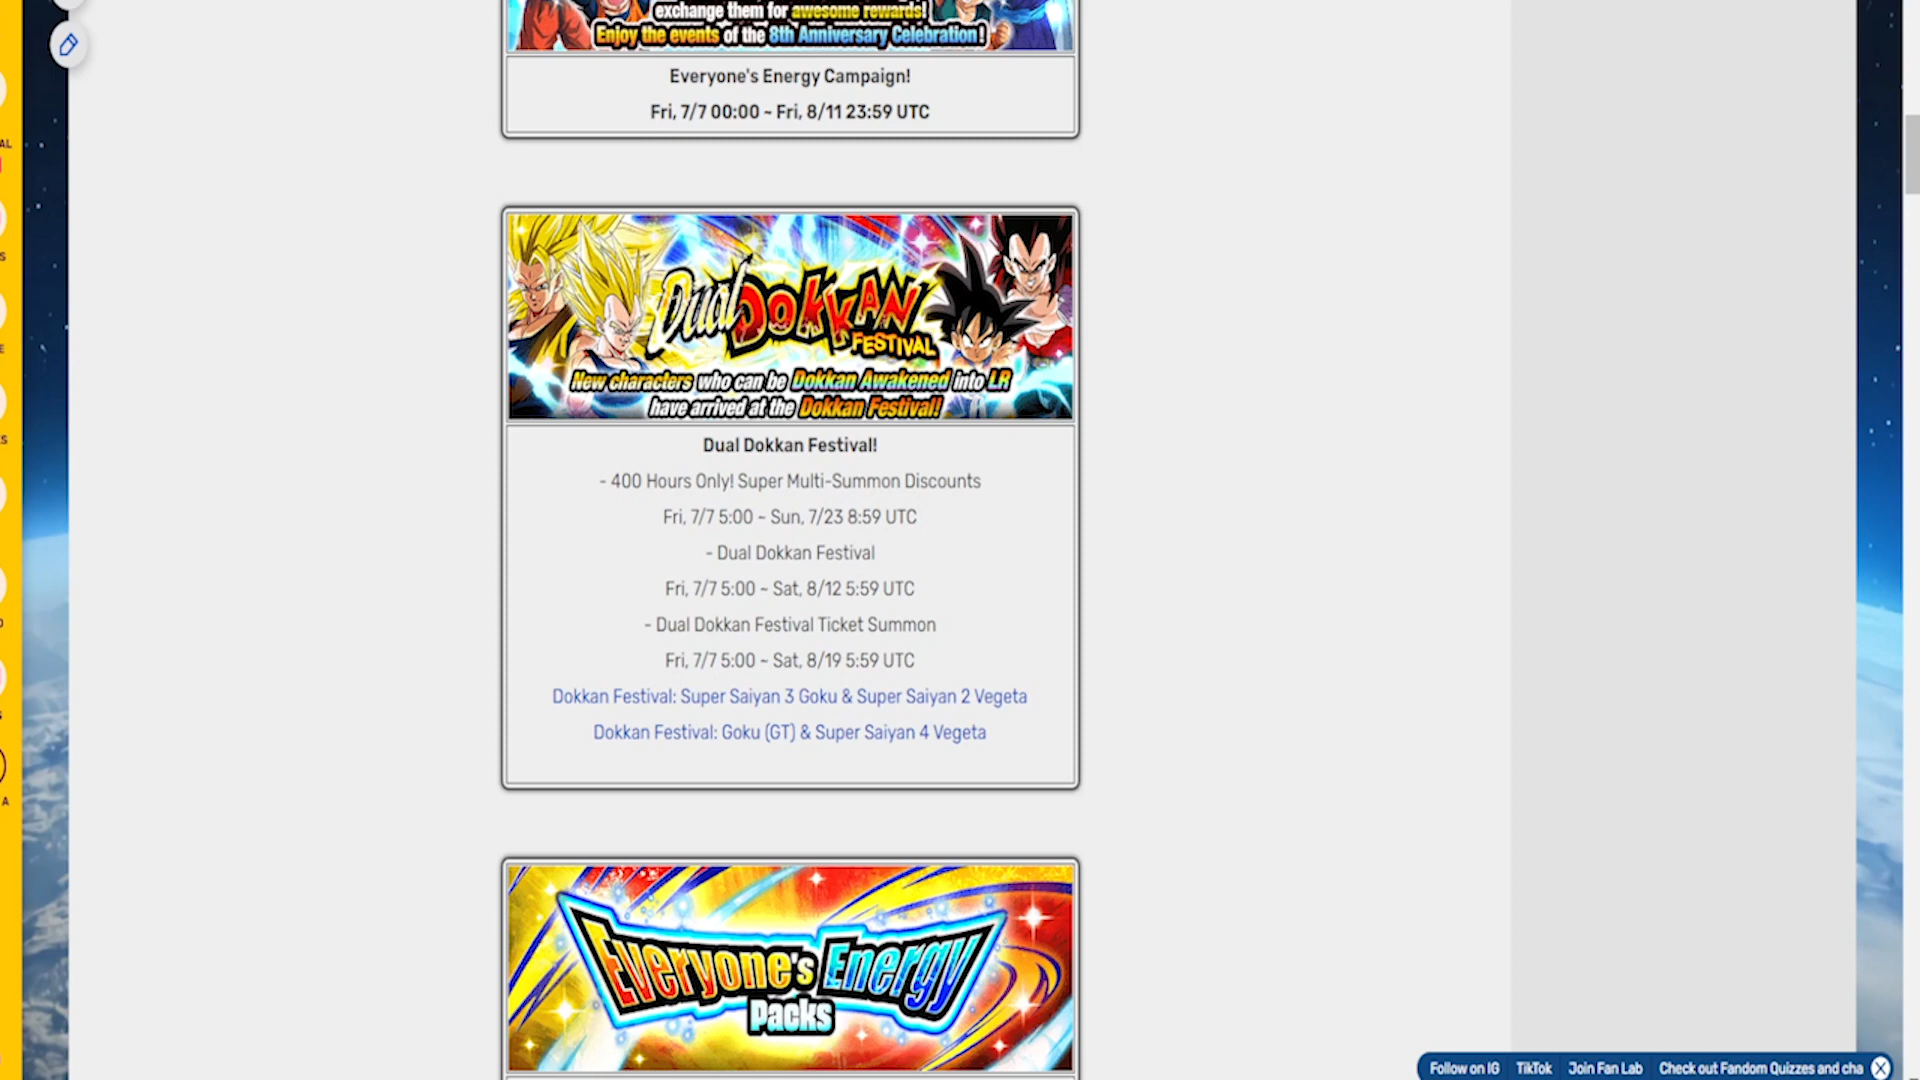 exchange them for awesome rewards!
Enjoy the events of the 8th Anniversary Celebration!
Everyone's Energy Campaign!
Fri, 7/7 00:00 ~ Fri, 8/11 23:59 UTC
Dual DOKKAN
FESTIVAL
New characters who can be Dokkan Awakened into LR
have arrived at the Dokkan Festival!
Dual Dokkan Festival!
- 400 Hours Only! Super Multi-Summon Discounts
Fri, 7/7 5:00 ~ Sun, 7/23 8:59 UTC
- Dual Dokkan Festival
Fri, 7/7 5:00 ~ Sat, 8/12 5:59 UTC
- Dual Dokkan Festival Ticket Summon
Fri, 7/7 5:00 ~ Sat, 8/19 5:59 UTC
Dokkan Festival: Super Saiyan 3 Goku & Super Saiyan 2 Vegeta
Dokkan Festival: Goku (GT) & Super Saiyan 4 Vegeta
Everyone's Energy
Packs
Follow on IG TikTok Join Fan Lab Check out Fandom Quizzes and cha